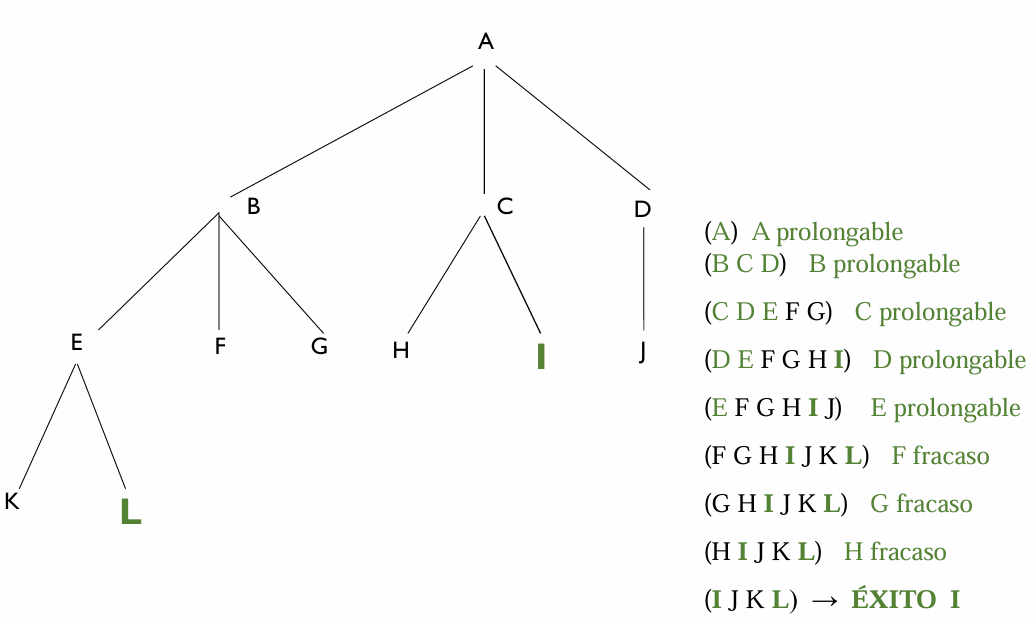 A
B C D
E F G H I J
K L
(A) A prolongable
(B C D) B prolongable
(C D E F G) C prolongable
(D E F G H I) D prolongable
(E F G H I J) E prolongable
(F G H I J K L) F fracaso
(G H I J K L) G fracaso
(H I J K L) H fracaso
(I J K L) → ÉXITO I